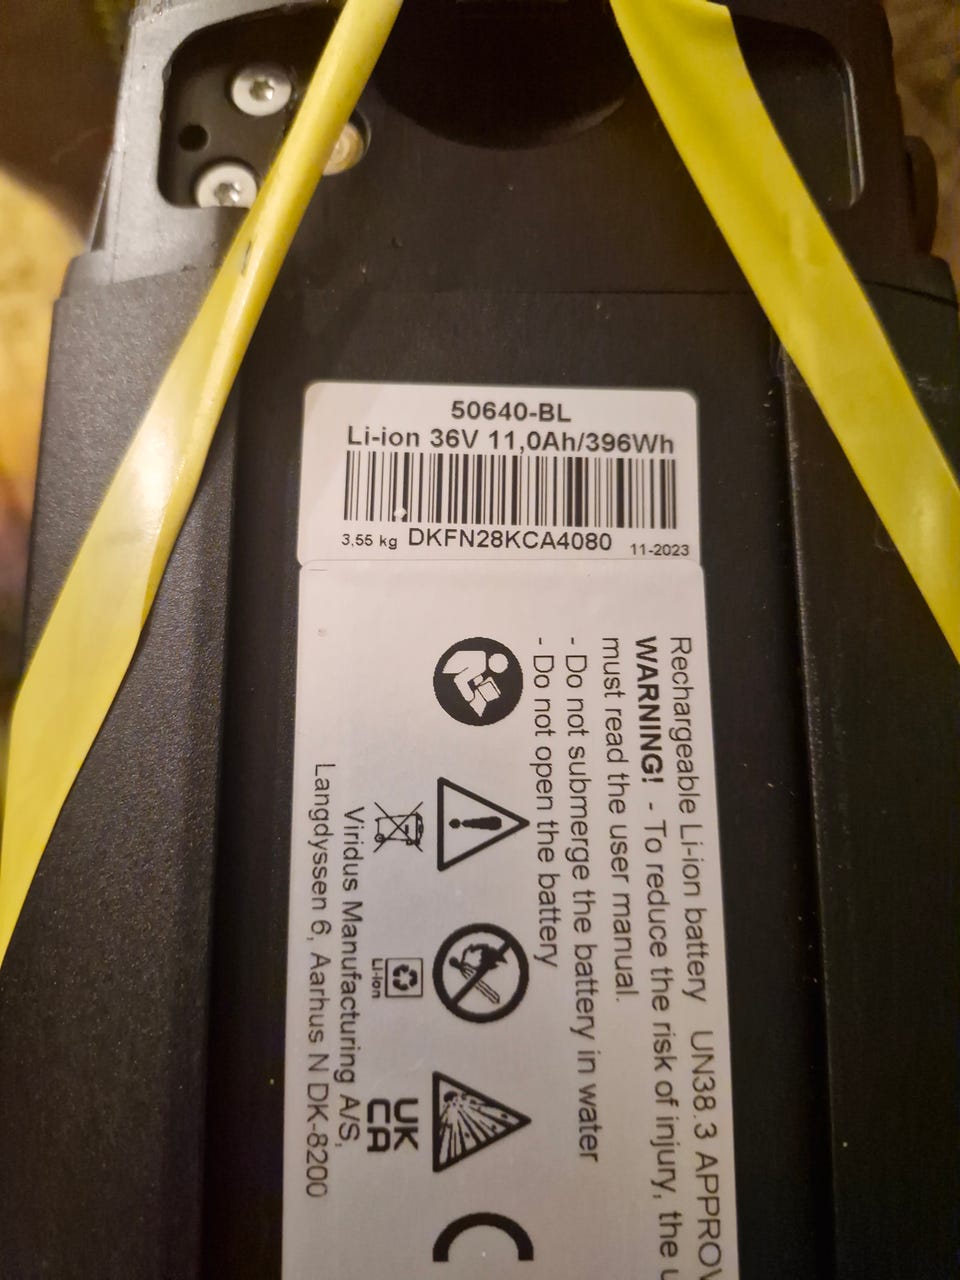 50640-BL
Li-ion 36V 11,0Ah/396Wh
3,55 kg DKFN28KCA4080 11-2023
Rechargeable Li-ion battery UN38.3
WARNING! - To reduce the risk of injury, the
must read the user manual.
- Do not submerge the battery in water
- Do not open the battery
Li-ion
UK
CA
Viridus Manufacturing A/S,
Langdyssen 6, Aarhus N DK-8200